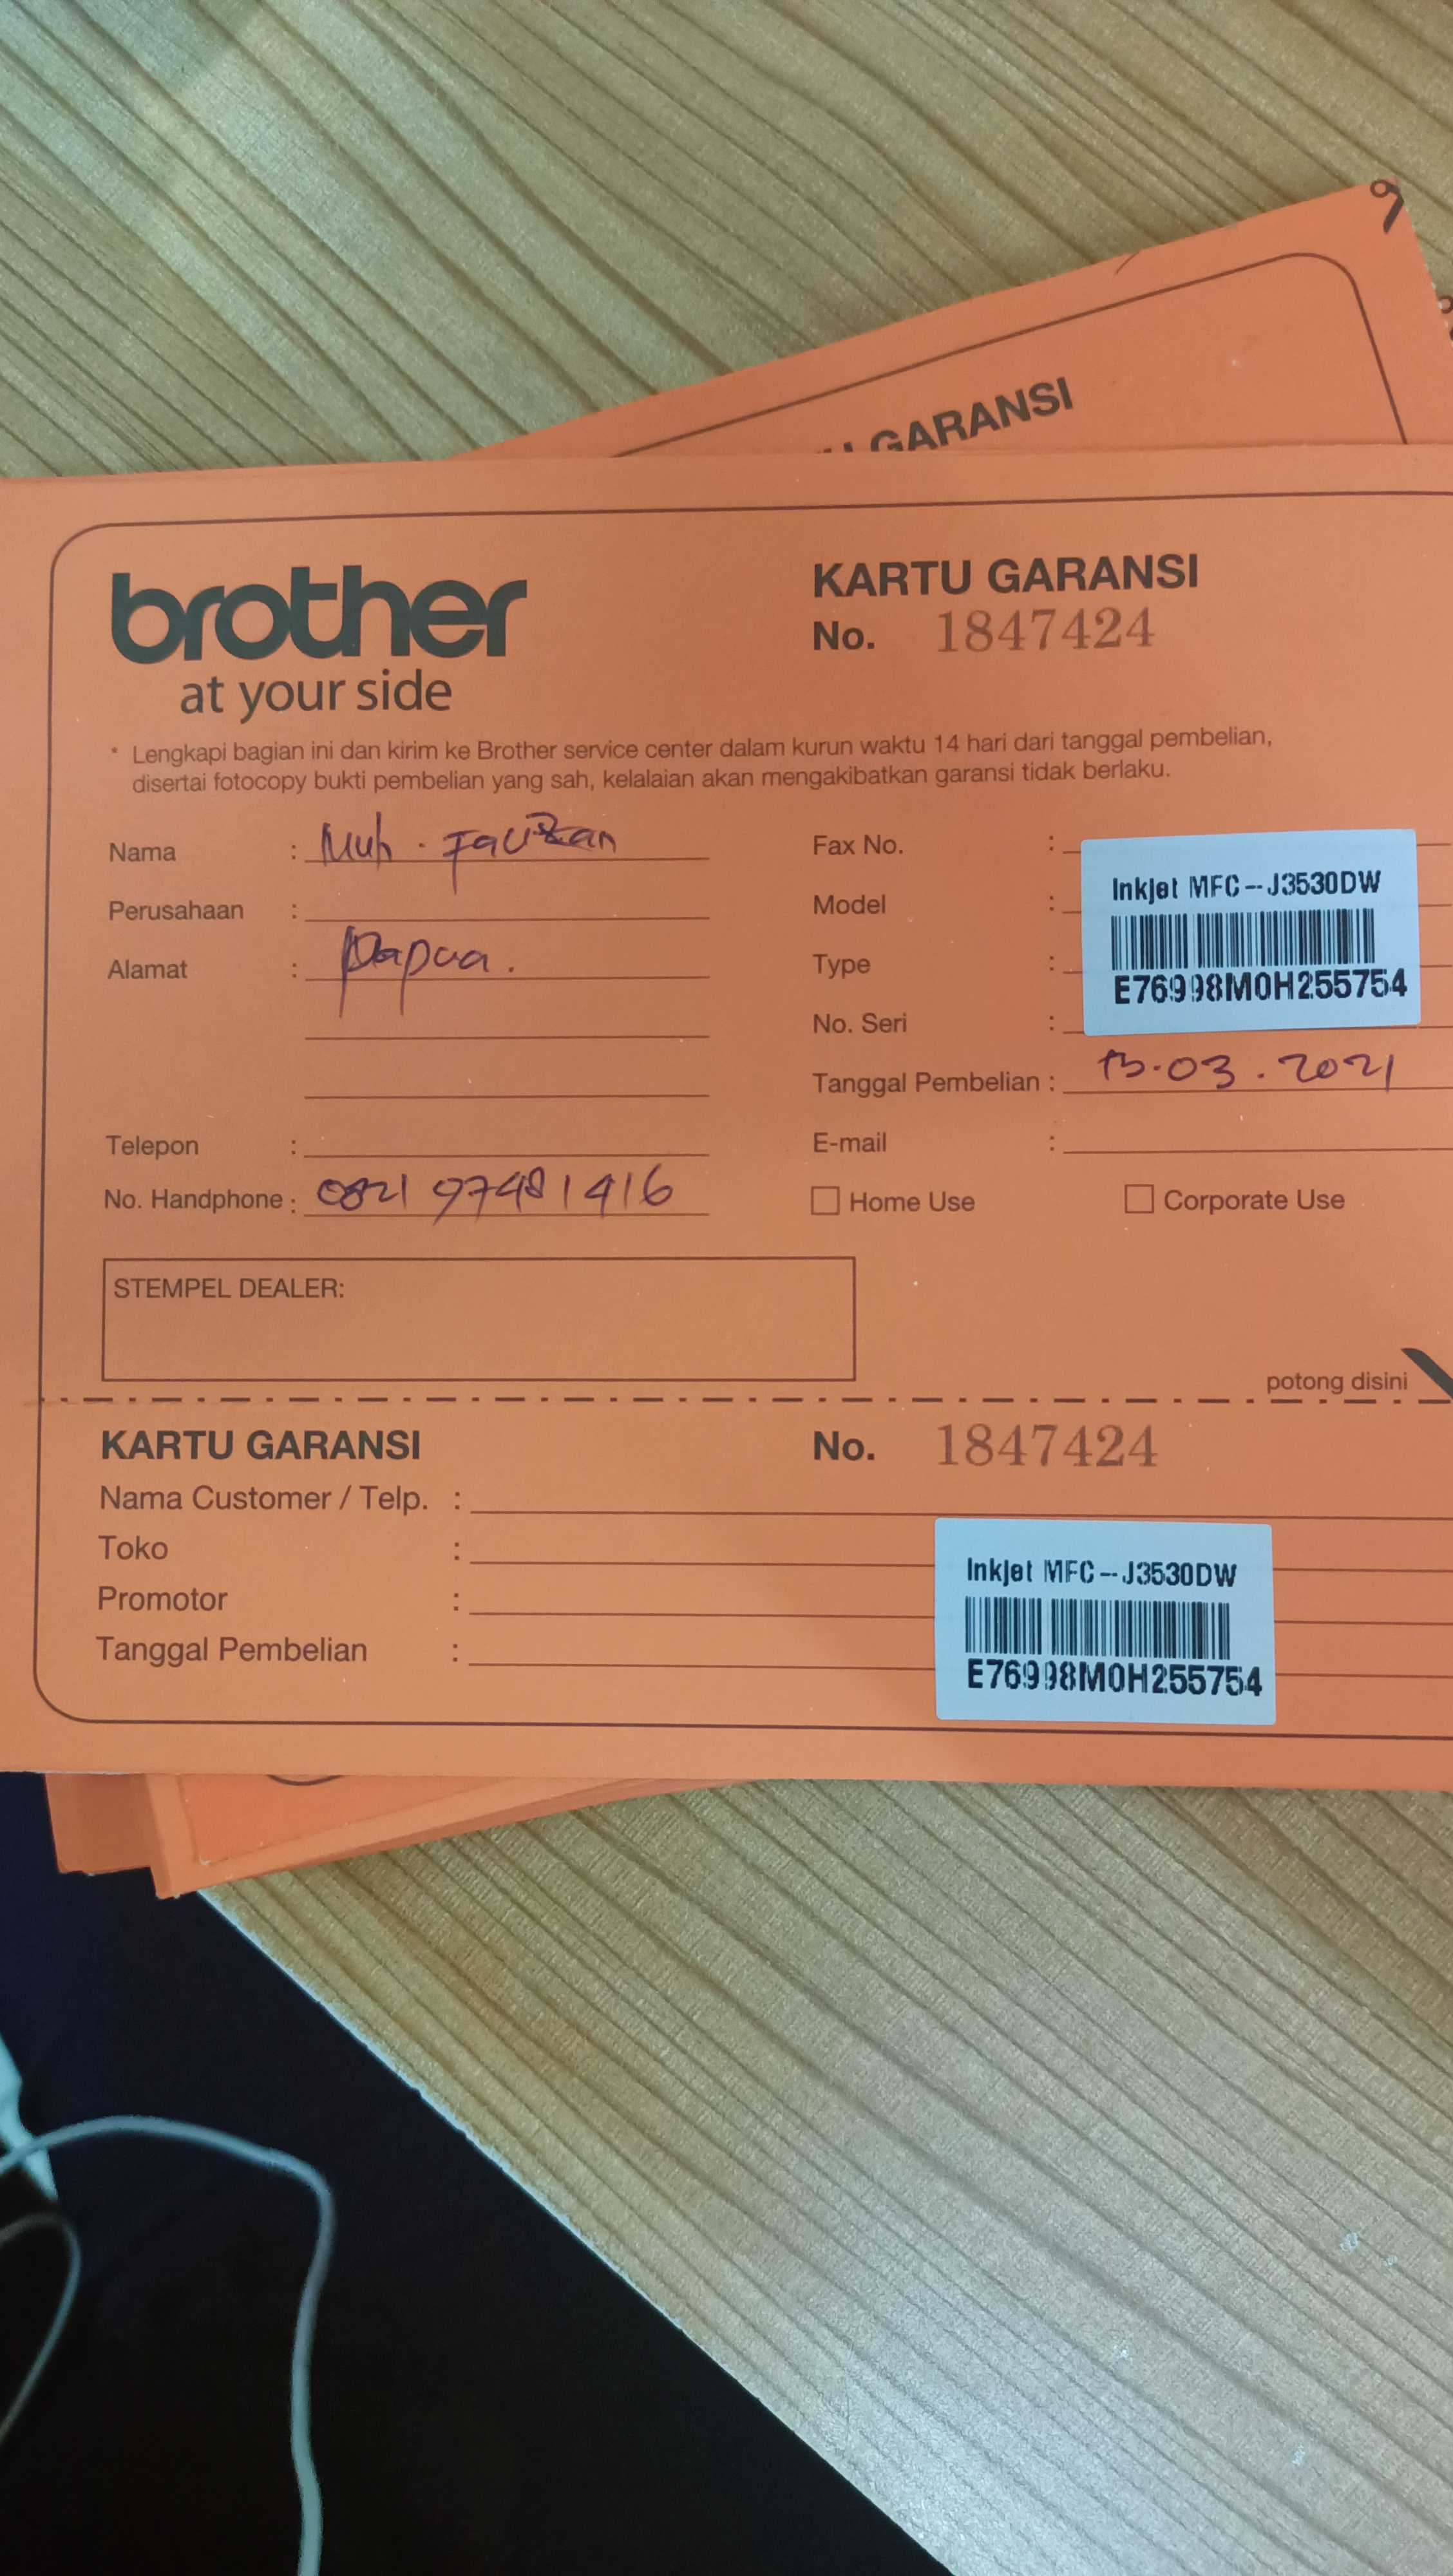 9
GARANSI
brother
at your side
KARTU GARANSI
No. 1847424
* Lengkapi bagian ini dan kirim ke Brother service center dalam kurun waktu 14 hari dari tanggal pembelian,
disertai fotocopy bukti pembelian yang sah, kelalaian akan mengakibatkan garansi tidak berlaku.
Nama : Muh. Fauzan
Perusahaan :
Alamat : Papua.
Telepon :
No. Handphone : 0821 97481416
Fax No. :
Model :
Type :
No. Seri :
Inkjet MFC-J3530DW
E76998M0H255754
Tanggal Pembelian : 13.03.2021
E-mail :
Home Use Corporate Use
STEMPEL DEALER:
potong disini
KARTU GARANSI No. 1847424
Nama Customer / Telp. :
Toko :
Promotor :
Tanggal Pembelian :
Inkjet MFC-J3530DW
E76998M0H255754